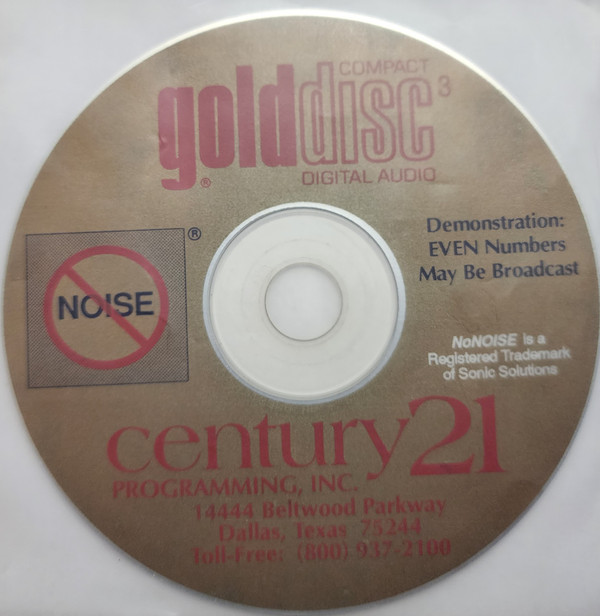 COMPACT
golddisc³
®
DIGITAL AUDIO
Demonstration:
EVEN Numbers
May Be Broadcast
®
NOISE
NoNOISE is a
Registered Trademark
of Sonic Solutions
century21
PROGRAMMING, INC.
14444 Beltwood Parkway
Dallas, Texas 75244
Toll-Free: (800) 937-2100